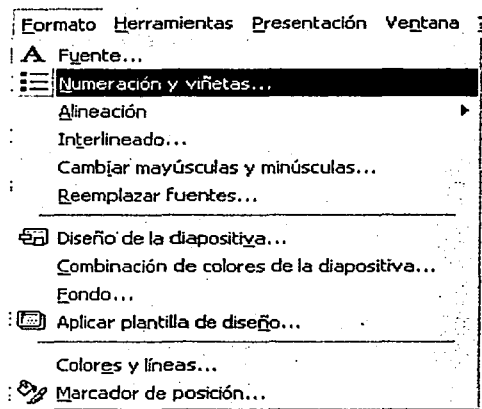 Formato Herramientas Presentación Ventana
Fuente...
Numeración y viñetas...
Alineación
Interlineado...
Cambiar mayúsculas y minúsculas...
Reemplazar fuentes...
Diseño de la diapositiva...
Combinación de colores de la diapositiva...
Fondo...
Aplicar plantilla de diseño...
Colores y líneas...
Marcador de posición...